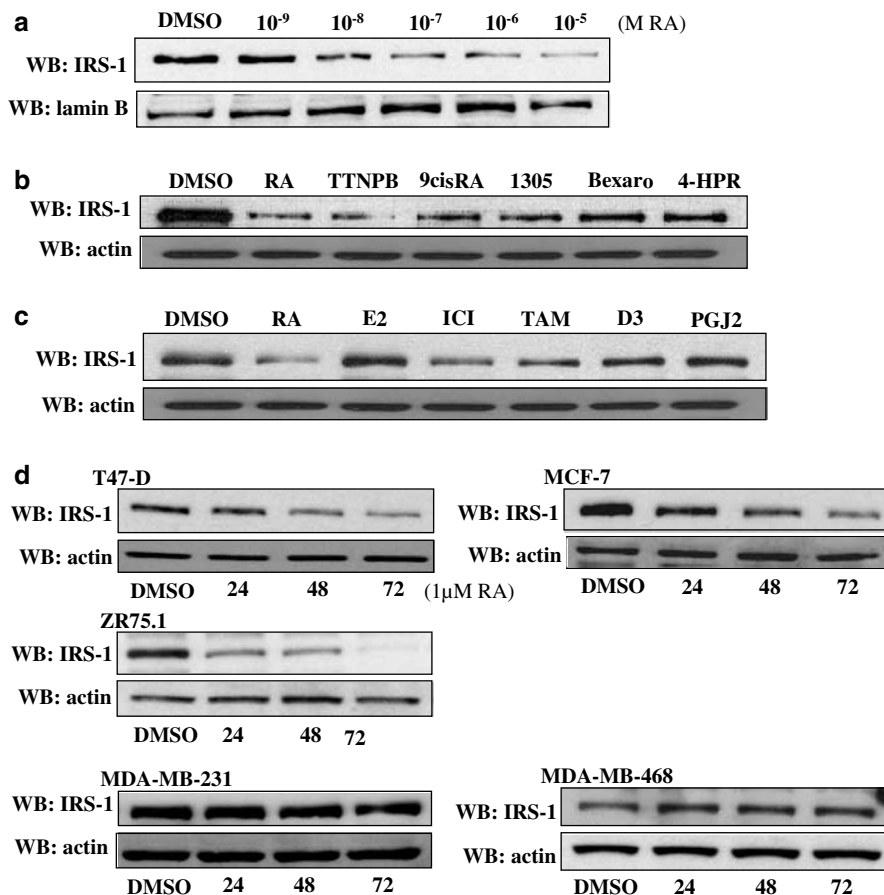 a
DMSO 10-9 10-8 10-7 10-6 10-5 (M RA)
WB: IRS-1
WB: lamin B
b
DMSO RA TTNPB 9cisRA 1305 Bexaro 4-HPR
WB: IRS-1
WB: actin
c
DMSO RA E2 ICI TAM D3 PGJ2
WB: IRS-1
WB: actin
d
T47-D
WB: IRS-1
WB: actin
DMSO 24 48 72 (1μM RA)
MCF-7
WB: IRS-1
WB: actin
DMSO 24 48 72
ZR75.1
WB: IRS-1
WB: actin
DMSO 24 48 72
MDA-MB-231
WB: IRS-1
WB: actin
DMSO 24 48 72
MDA-MB-468
WB: IRS-1
WB: actin
DMSO 24 48 72